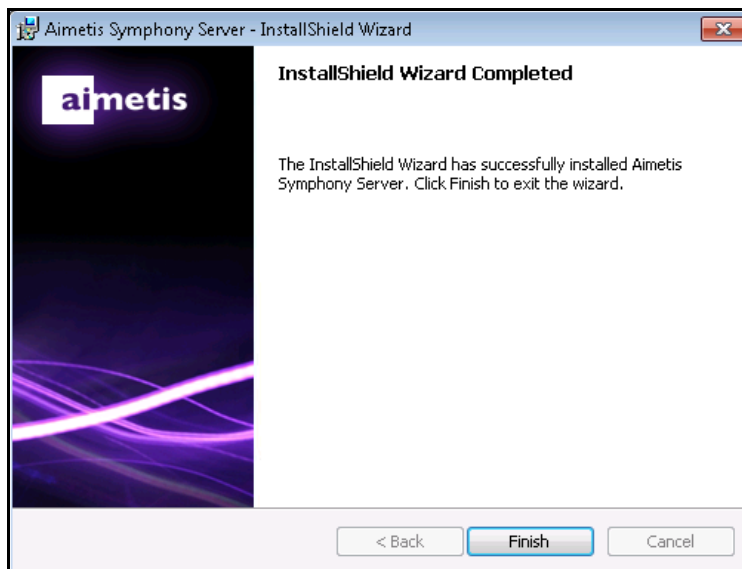 Aimetis Symphony Server - InstallShield Wizard
aimetis
InstallShield Wizard Completed
The InstallShield Wizard has successfully installed Aimetis
Symphony Server. Click Finish to exit the wizard.
< Back
Finish
Cancel